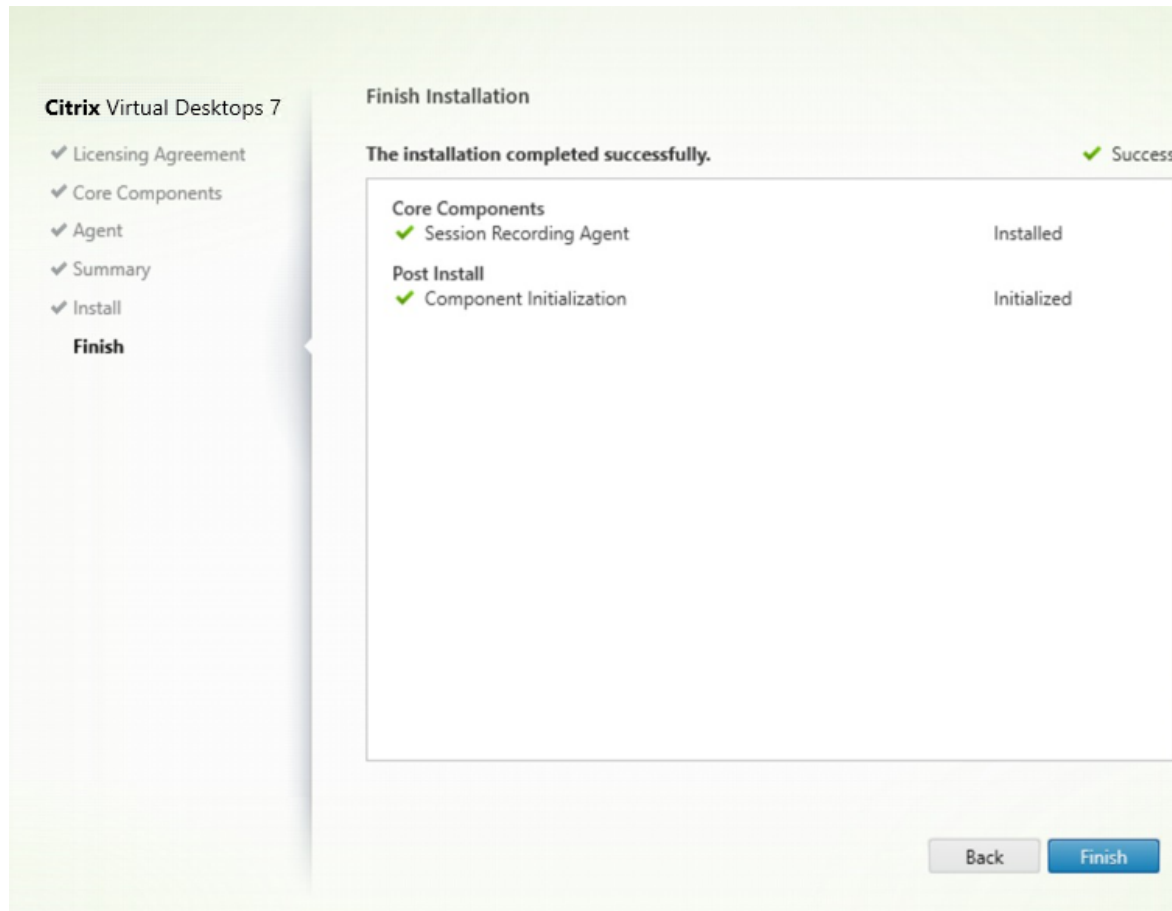 Citrix Virtual Desktops 7
Licensing Agreement
Core Components
Agent
Summary
Install
Finish
Finish Installation
The installation completed successfully.
Success
Core Components
Session Recording Agent Installed
Post Install
Component Initialization Initialized
Back Finish